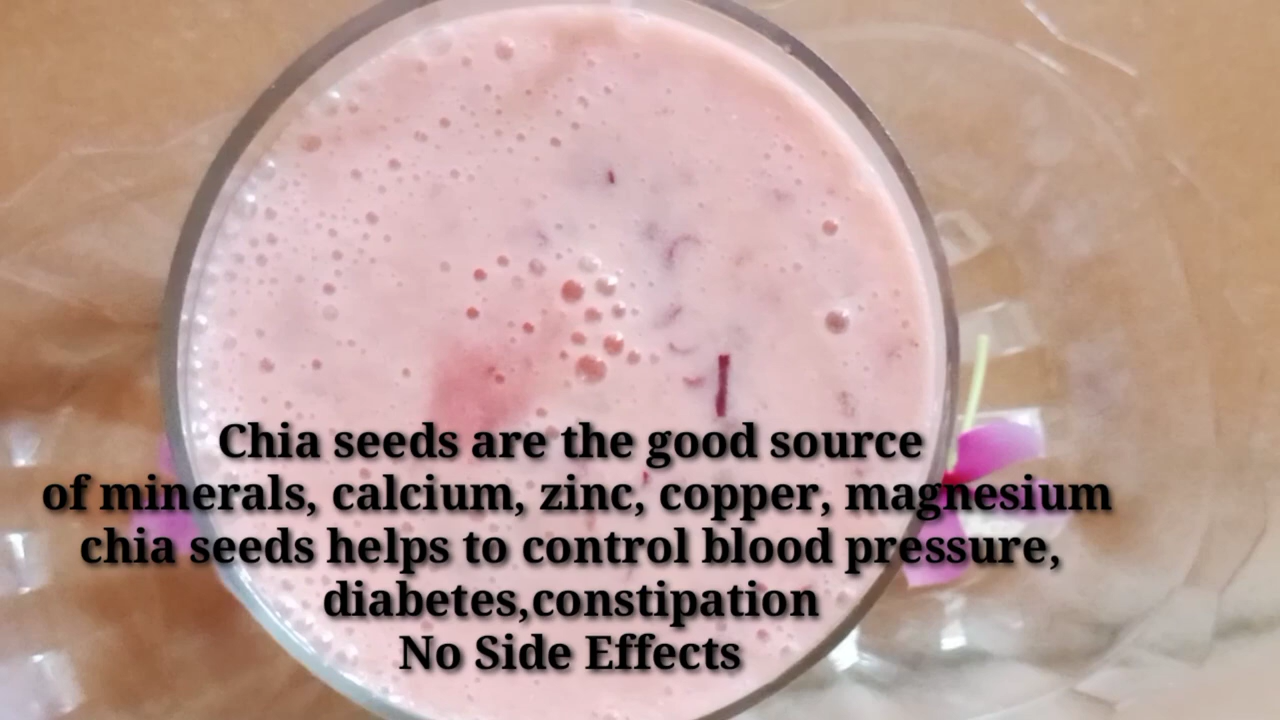 Chia seeds are the good source
of minerals, calcium, zinc, copper, magnesium
chia seeds helps to control blood pressure,
diabetes,constipation
No Side Effects